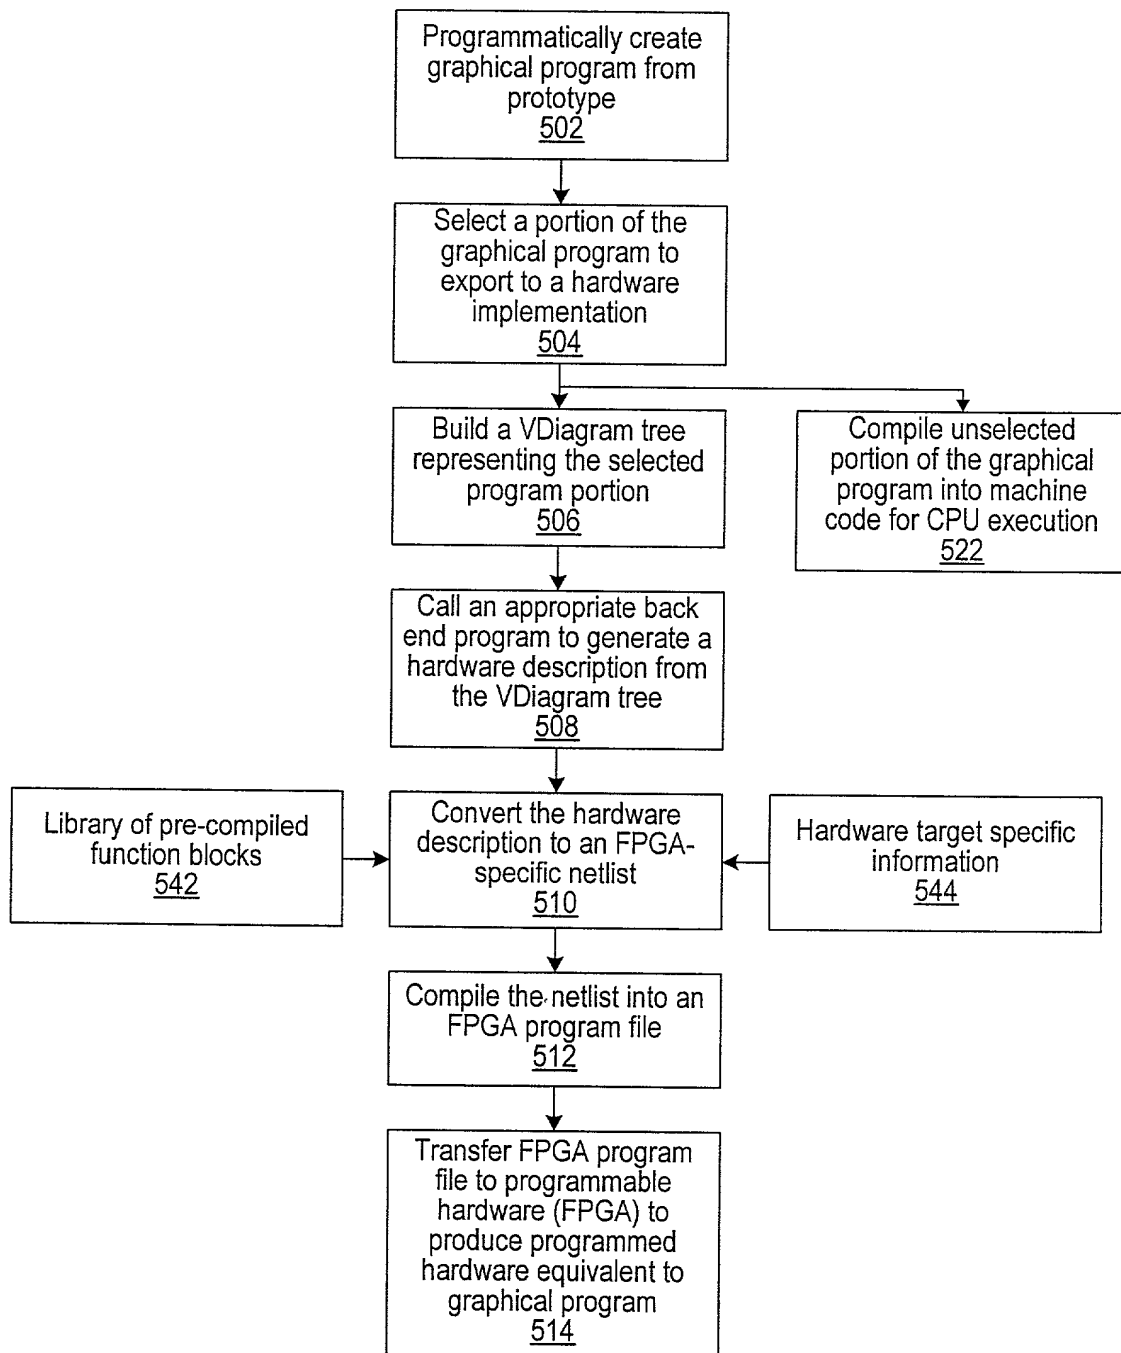 Programmatically create
graphical program from
prototype
502
Select a portion of the
graphical program to
export to a hardware
implementation
504
Build a VDiagram tree
representing the selected
program portion
506
Compile unselected
portion of the graphical
program into machine
code for CPU execution
522
Call an appropriate back
end program to generate a
hardware description from
the VDiagram tree
508
Library of pre-compiled
function blocks
542
Convert the hardware
description to an FPGA-
specific netlist
510
Hardware target specific
information
544
Compile the netlist into an
FPGA program file
512
Transfer FPGA program
file to programmable
hardware (FPGA) to
produce programmed
hardware equivalent to
graphical program
514